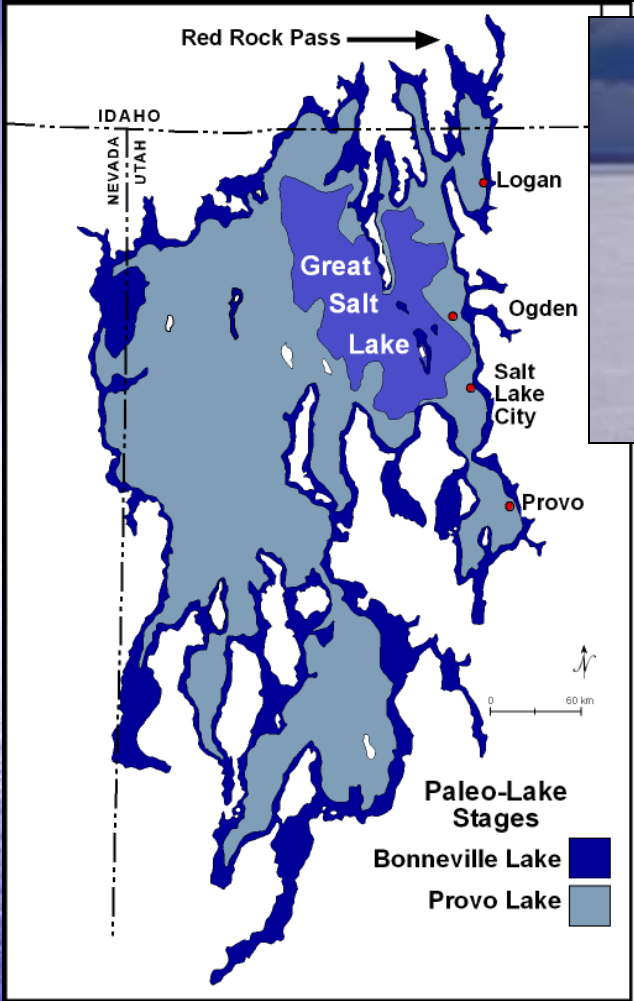 Red Rock Pass
IDAHO
NEVADA
UTAH
Logan
Great
Salt
Lake
Ogden
Salt
Lake
City
Provo
N
0 60 km
Paleo-Lake
Stages
Bonneville Lake
Provo Lake